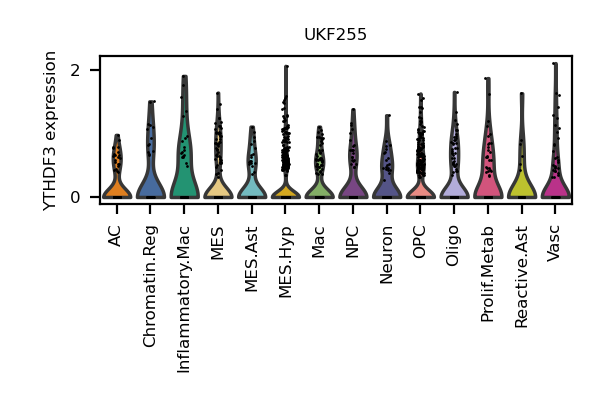 UKF255
YTHDF3 expression
2
0
AC
Chromatin.Reg
Inflammatory.Mac
MES
MES.Ast
MES.Hyp
Mac
NPC
Neuron
OPC
Oligo
Prolif.Metab
Reactive.Ast
Vasc